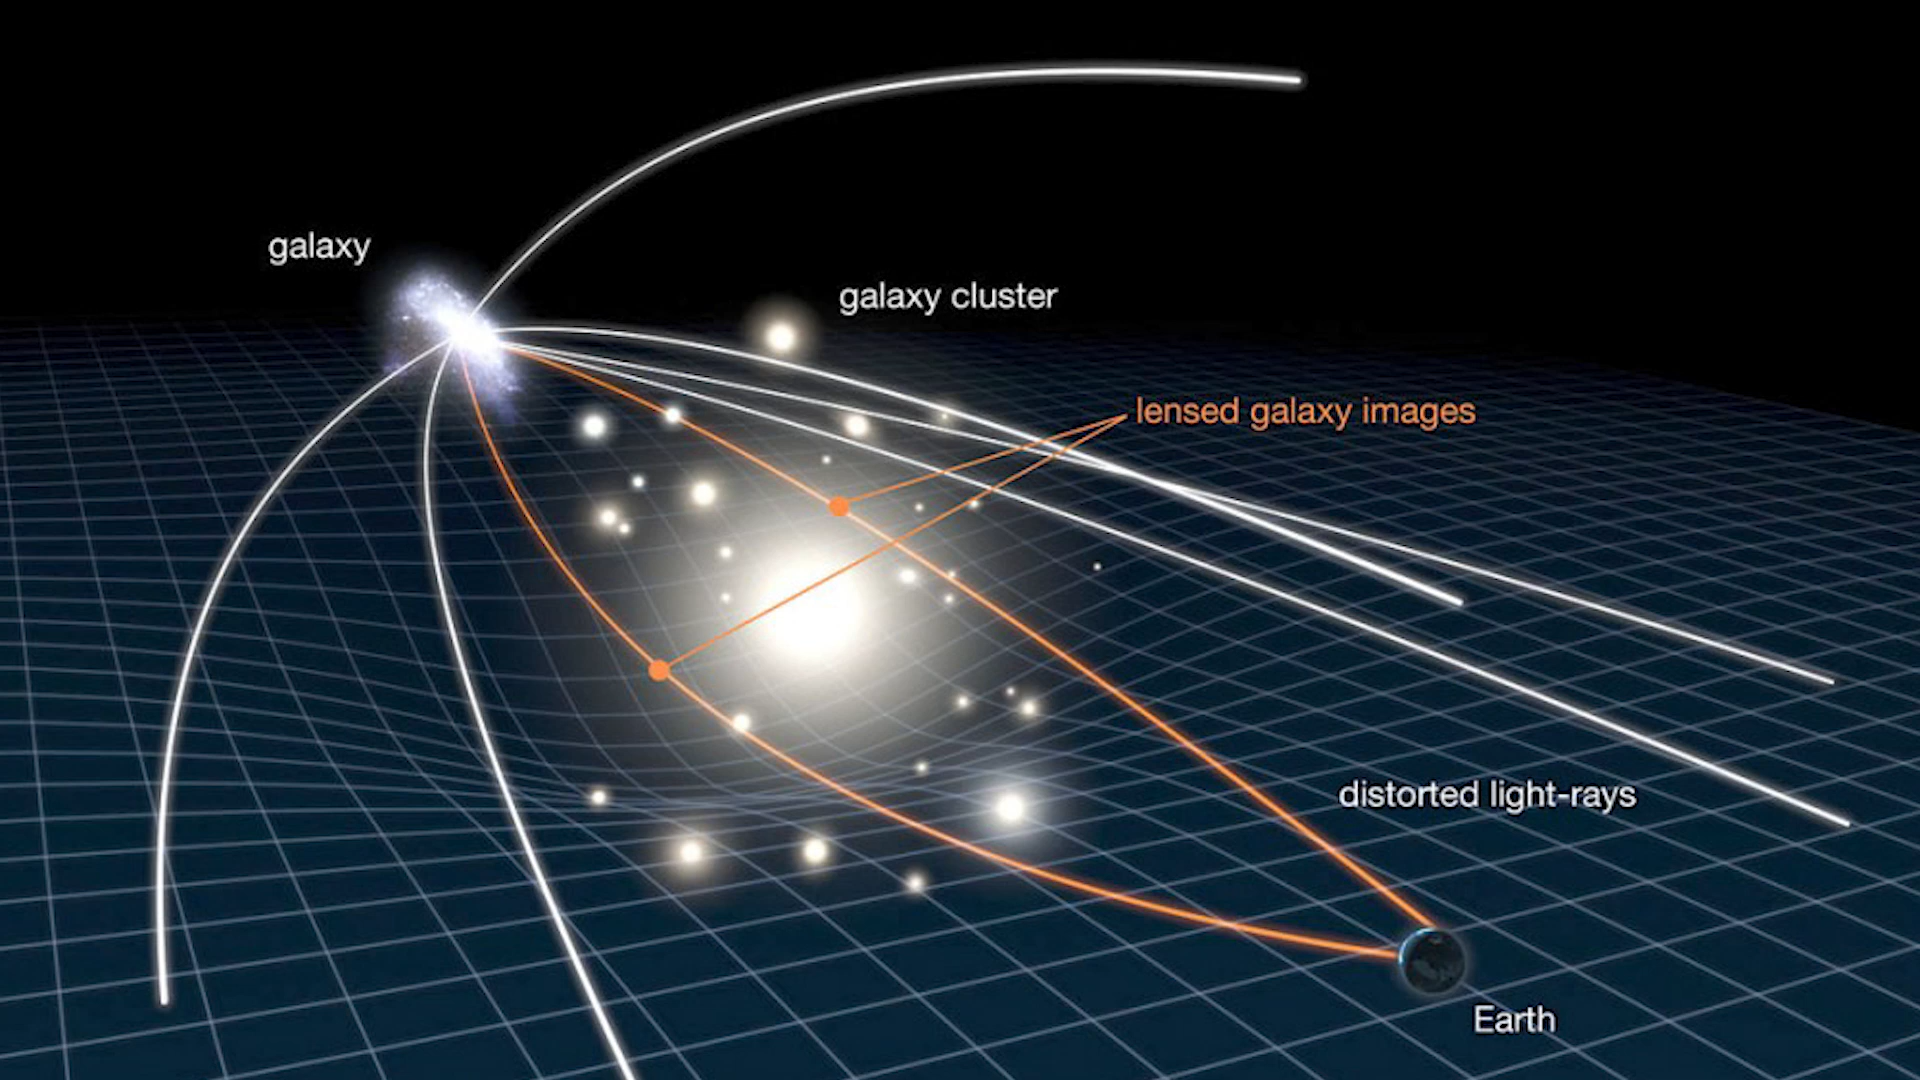 galaxy
galaxy cluster
lensed galaxy images
distorted light-rays
Earth